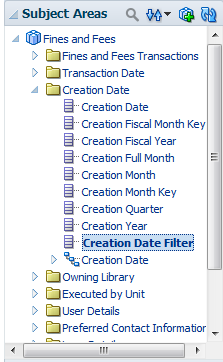 Subject Areas
Fines and Fees
Fines and Fees Transactions
Transaction Date
Creation Date
Creation Date
Creation Fiscal Month Key
Creation Fiscal Year
Creation Full Month
Creation Month
Creation Month Key
Creation Quarter
Creation Year
Creation Date Filter
Creation Date
Owning Library
Executed by Unit
User Details
Preferred Contact Information